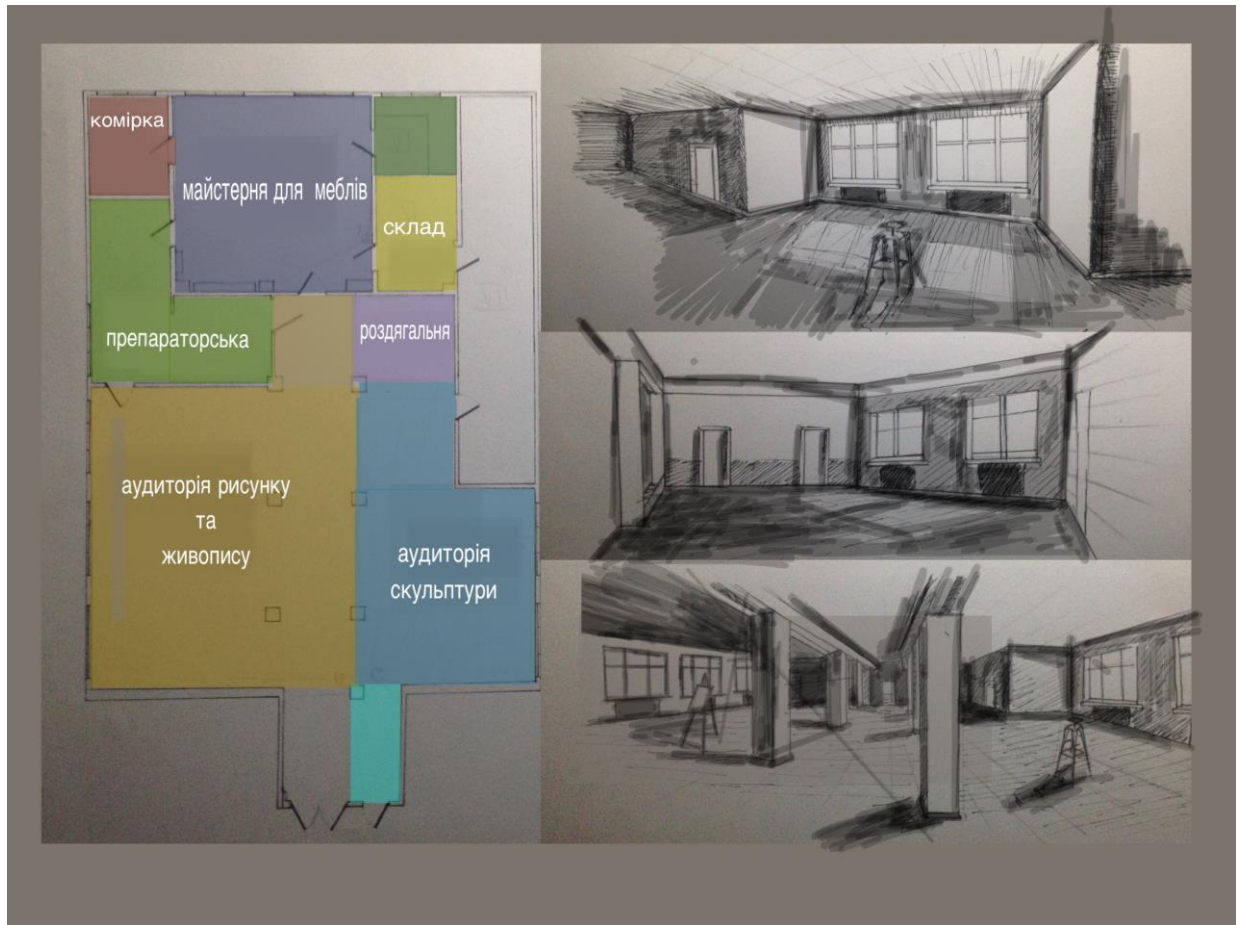 комірка
майстерня для меблів
склад
препараторська
роздягальня
аудиторія рисунку
та
живопису
аудиторія
скульптури